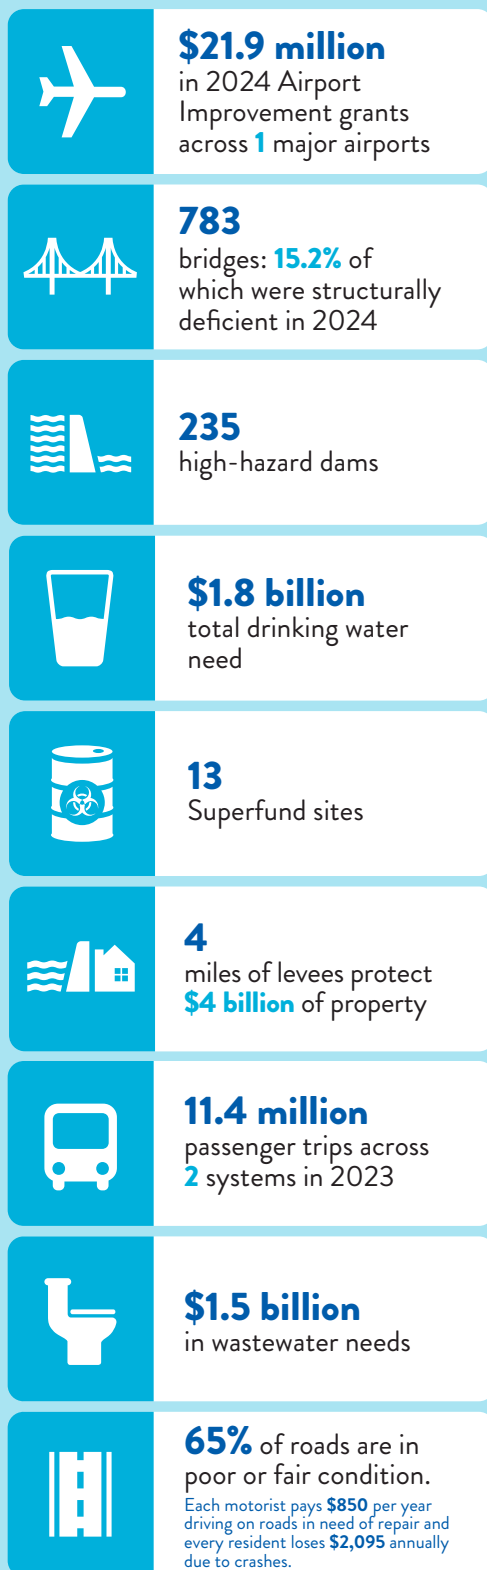 $21.9 million
in 2024 Airport
Improvement grants
across 1 major airports
783
bridges: 15.2% of
which were structurally
deficient in 2024
235
high-hazard dams
$1.8 billion
total drinking water
need
13
Superfund sites
4
miles of levees protect
$4 billion of property
11.4 million
passenger trips across
2 systems in 2023
$1.5 billion
in wastewater needs
65% of roads are in
poor or fair condition.
Each motorist pays $850 per year
driving on roads in need of repair and
every resident loses $2,095 annually
due to crashes.